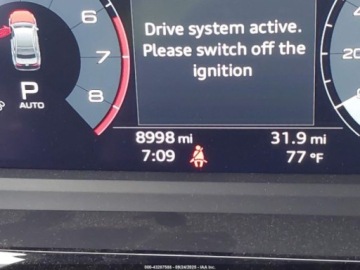 Drive system active.
Please switch off the
ignition
6
7
8
P
AUTO
8998 mi
31.9 mi
7:09
77 °F